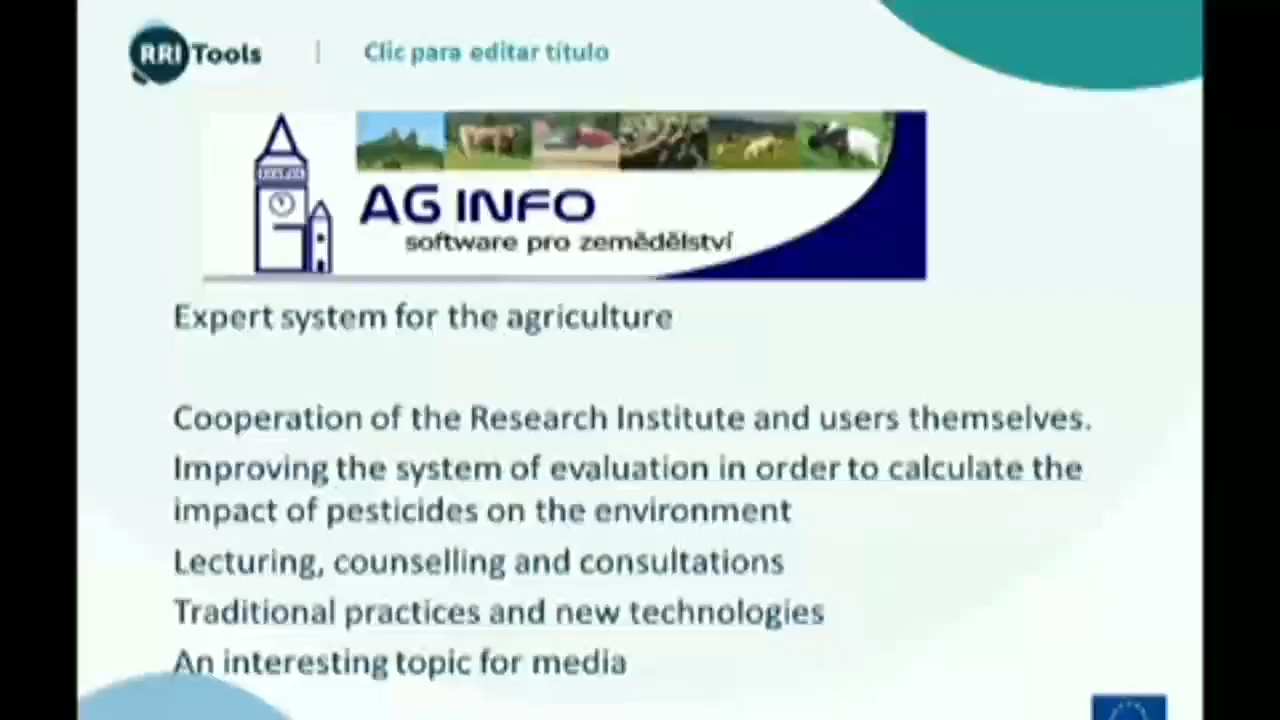 RRI Tools
Clic para editar título
AG INFO
software pro zemědělství
Expert system for the agriculture
Cooperation of the Research Institute and users themselves.
Improving the system of evaluation in order to calculate the
impact of pesticides on the environment
Lecturing, counselling and consultations
Traditional practices and new technologies
An interesting topic for media